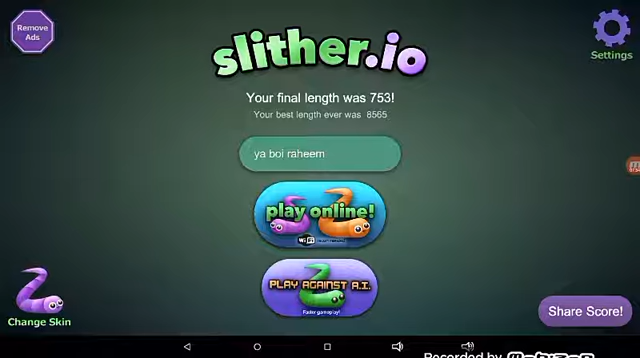 Remove
Ads
slither.io
Settings
Your final length was 753!
Your best length ever was 8565
ya boi raheem
play online!
WiFi
PLAY AGAINST A.I.
Faster gameplay!
Change Skin
Share Score!
Recorded by